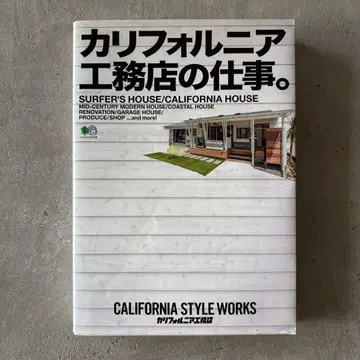 カリフォルニア
工務店の仕事。
SURFER'S HOUSE/CALIFORNIA HOUSE
MID-CENTURY MODERN HOUSE/COASTAL HOUSE
RENOVATION/GARAGE HOUSE/
PRODUCE/SHOP ...and more!
CALIFORNIA STYLE WORKS
カリフォルニア工務店